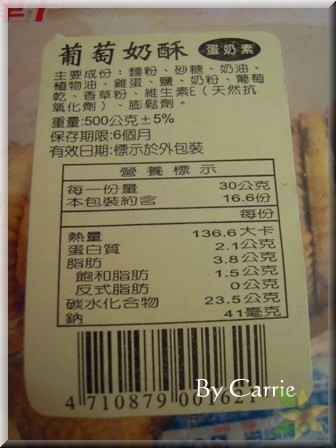 葡萄奶酥 蛋奶素
主要成份：麵粉、砂糖、奶油、
植物油、雞蛋、鹽、奶粉、葡萄
乾、香草粉、維生素E（天然抗
氧化劑）、膨鬆劑。
重量:500公克±5%
保存期限:6個月
有效日期:標示於外包裝
營養標示
每一份量 30公克
本包裝約含 16.6份
每份
熱量 136.6大卡
蛋白質 2.1公克
脂肪 3.8公克
飽和脂肪 1.5公克
反式脂肪 0公克
碳水化合物 23.5公克
鈉 41毫克
By Carrie